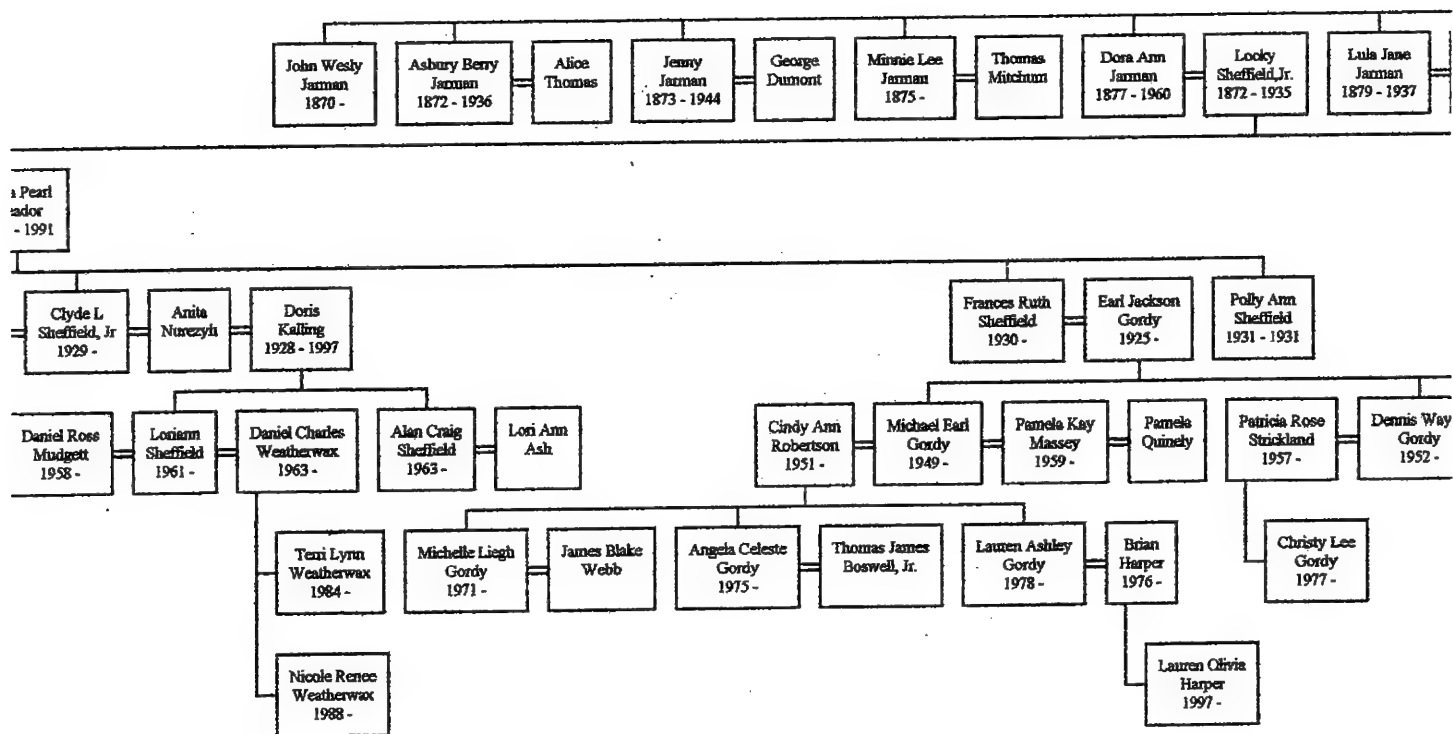 John Wesly
Jarman
1870 -
Asbury Berry
Jarman
1872 - 1936
Alice
Thomas
Jenny
Jarman
1873 - 1944
George
Dumont
Minnie Lee
Jarman
1875 -
Thomas
Mitchum
Dora Ann
Jarman
1877 - 1960
Looky
Sheffield, Jr.
1872 - 1935
Lula Jane
Jarman
1879 - 1937
a Pearl
eador
- 1991
Clyde L
Sheffield, Jr
1929 -
Anita
Nurezyh
Doris
Kalling
1928 - 1997
Frances Ruth
Sheffield
1930 -
Earl Jackson
Gordy
1925 -
Polly Ann
Sheffield
1931 - 1931
Daniel Ross
Mudgett
1958 -
Loriann
Sheffield
1961 -
Daniel Charles
Weatherwax
1963 -
Alan Craig
Sheffield
1963 -
Lori Ann
Ash
Cindy Ann
Robertson
1951 -
Michael Earl
Gordy
1949 -
Pamela Kay
Massey
1959 -
Pamela
Quinely
Patricia Rose
Strickland
1957 -
Dennis Way
Gordy
1952 -
Terri Lynn
Weatherwax
1984 -
Michelle Liegh
Gordy
1971 -
James Blake
Webb
Angela Celeste
Gordy
1975 -
Thomas James
Boswell, Jr.
Lauren Ashley
Gordy
1978 -
Brian
Harper
1976 -
Christy Lee
Gordy
1977 -
Nicole Renee
Weatherwax
1988 -
Lauren Olivia
Harper
1997 -